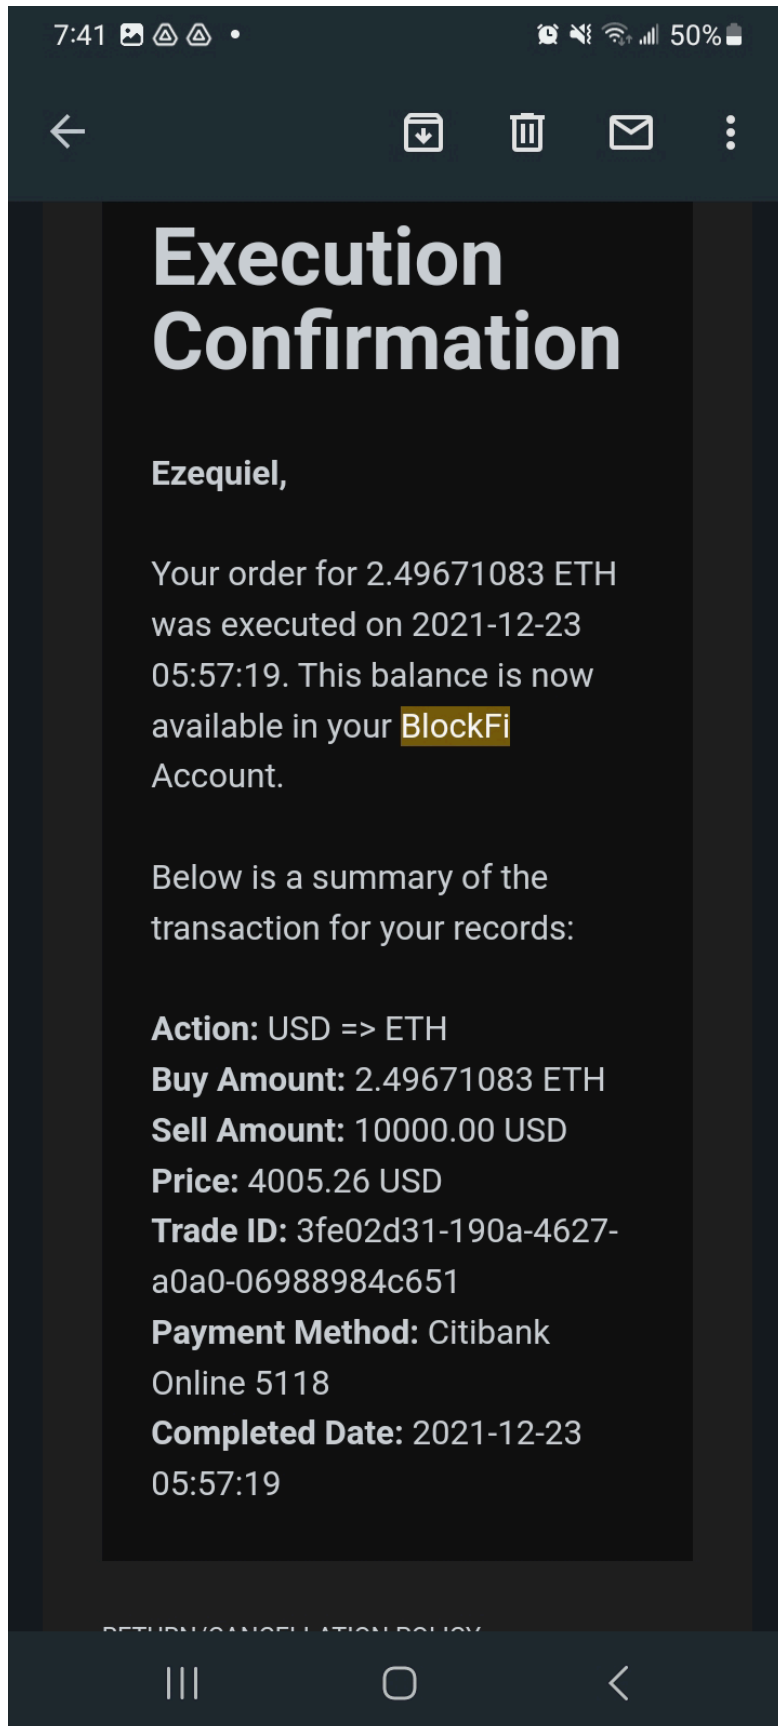 7:41
50%
Execution
Confirmation
Ezequiel,
Your order for 2.49671083 ETH
was executed on 2021-12-23
05:57:19. This balance is now
available in your BlockFi
Account.
Below is a summary of the
transaction for your records:
Action: USD => ETH
Buy Amount: 2.49671083 ETH
Sell Amount: 10000.00 USD
Price: 4005.26 USD
Trade ID: 3fe02d31-190a-4627-
a0a0-06988984c651
Payment Method: Citibank
Online 5118
Completed Date: 2021-12-23
05:57:19
RETURN/CANCELLATION POLICY